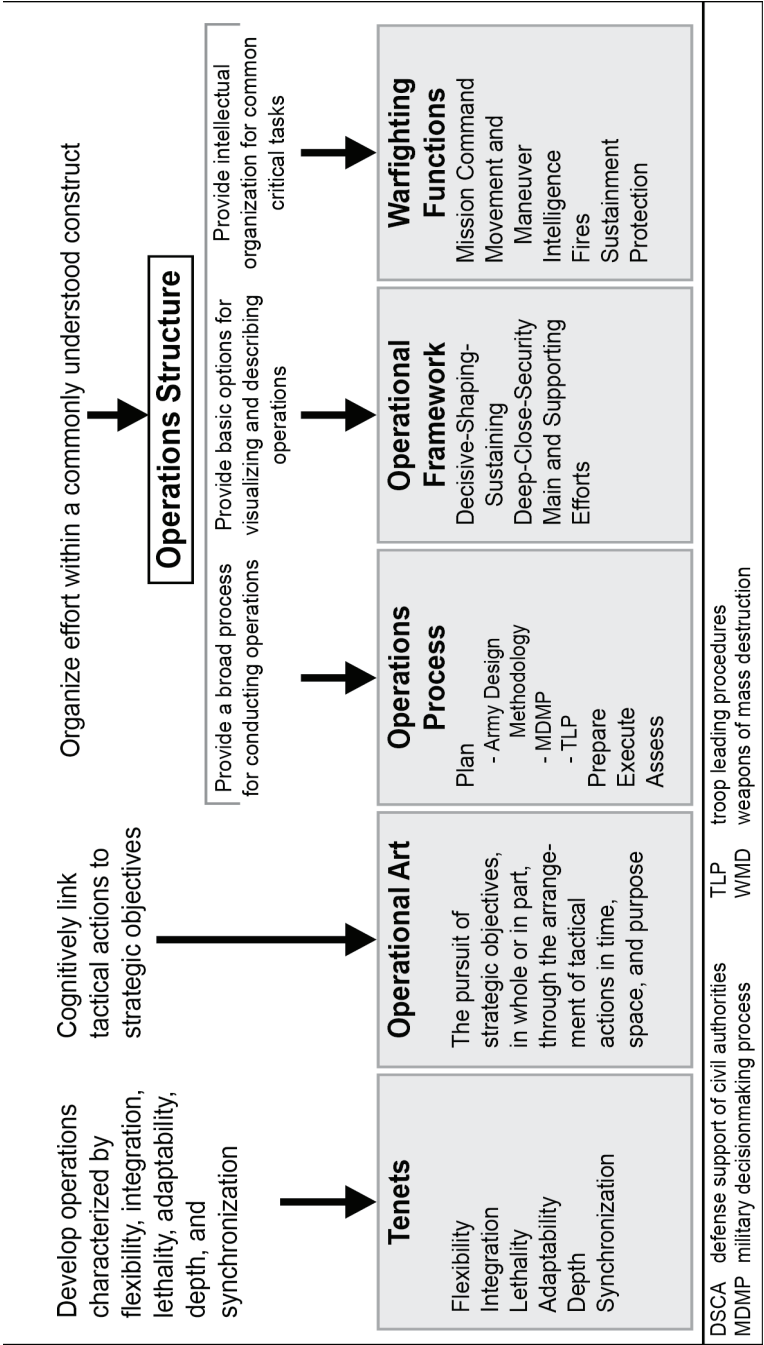 Develop operations
characterized by
flexibility, integration,
lethality, adaptability,
depth, and
synchronization
Cognitively link
tactical actions to
strategic objectives
Organize effort within a commonly understood construct
Operations Structure
Provide a broad process
for conducting operations
Provide basic options for
visualizing and describing
operations
Provide intellectual
organization for common
critical tasks
Tenets
Flexibility
Integration
Lethality
Adaptability
Depth
Synchronization
Operational Art
The pursuit of
strategic objectives,
in whole or in part,
through the arrange-
ment of tactical
actions in time,
space, and purpose
Operations
Process
Plan
- Army Design
Methodology
- MDMP
- TLP
Prepare
Execute
Assess
Operational
Framework
Decisive-Shaping-
Sustaining
Deep-Close-Security
Main and Supporting
Efforts
Warfighting
Functions
Mission Command
Movement and
Maneuver
Intelligence
Fires
Sustainment
Protection
DSCA defense support of civil authorities
MDMP military decisionmaking process
TLP troop leading procedures
WMD weapons of mass destruction